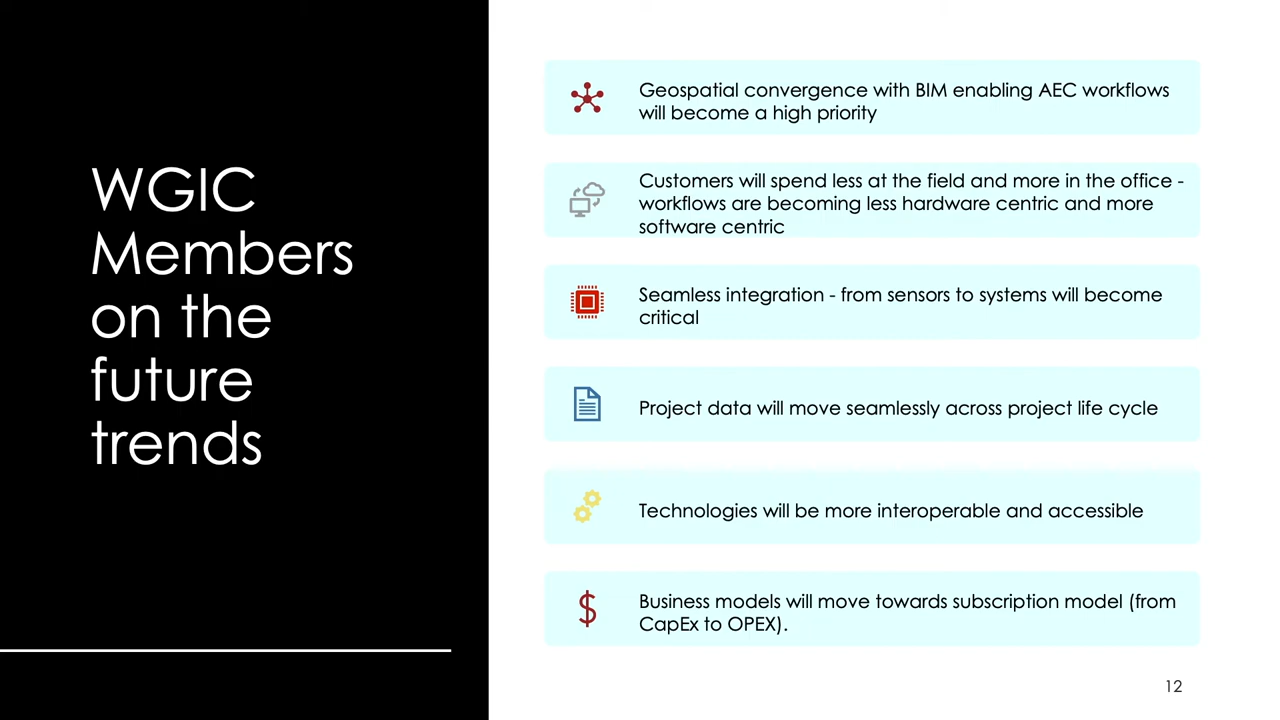 WGIC
Members
on the
future
trends
Geospatial convergence with BIM enabling AEC workflows
will become a high priority
Customers will spend less at the field and more in the office -
workflows are becoming less hardware centric and more
software centric
Seamless integration - from sensors to systems will become
critical
Project data will move seamlessly across project life cycle
Technologies will be more interoperable and accessible
Business models will move towards subscription model (from
CapEx to OPEX).
12